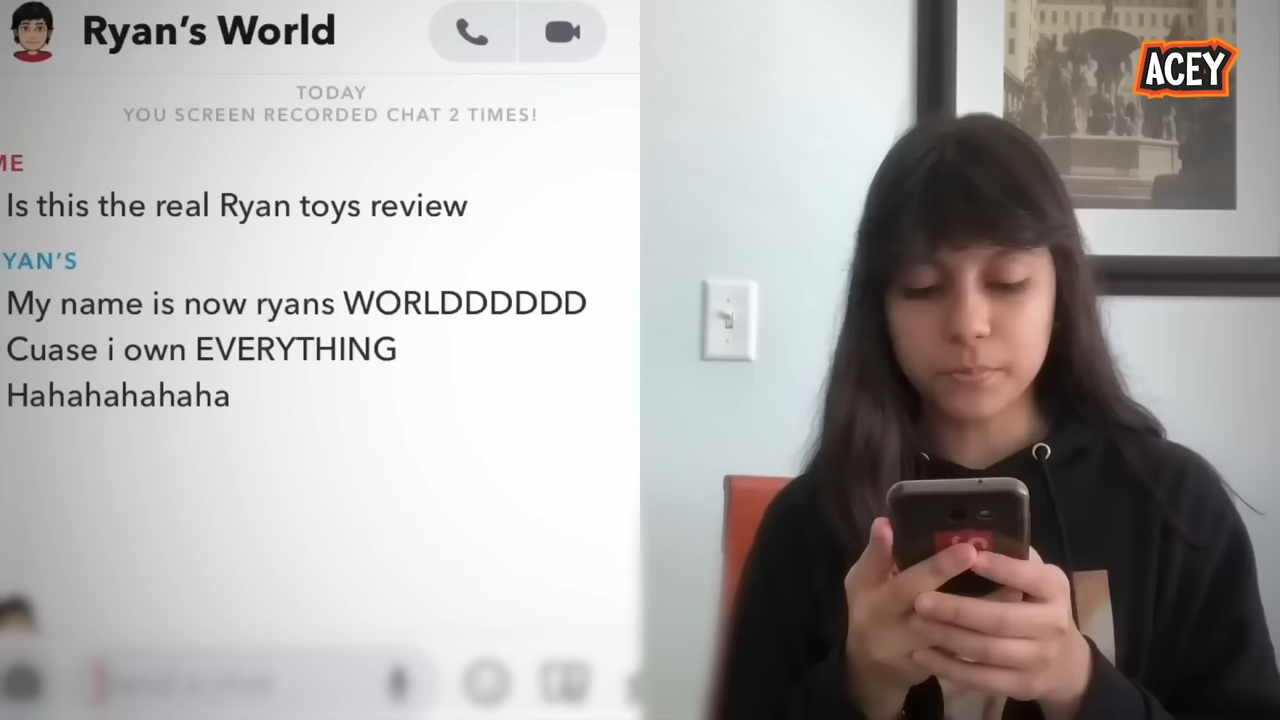 Ryan's World
TODAY
YOU SCREEN RECORDED CHAT 2 TIMES!
ME
Is this the real Ryan toys review
YAN'S
My name is now ryans WORLDDDDDD
Cuase i own EVERYTHING
Hahahahahaha
ACEY